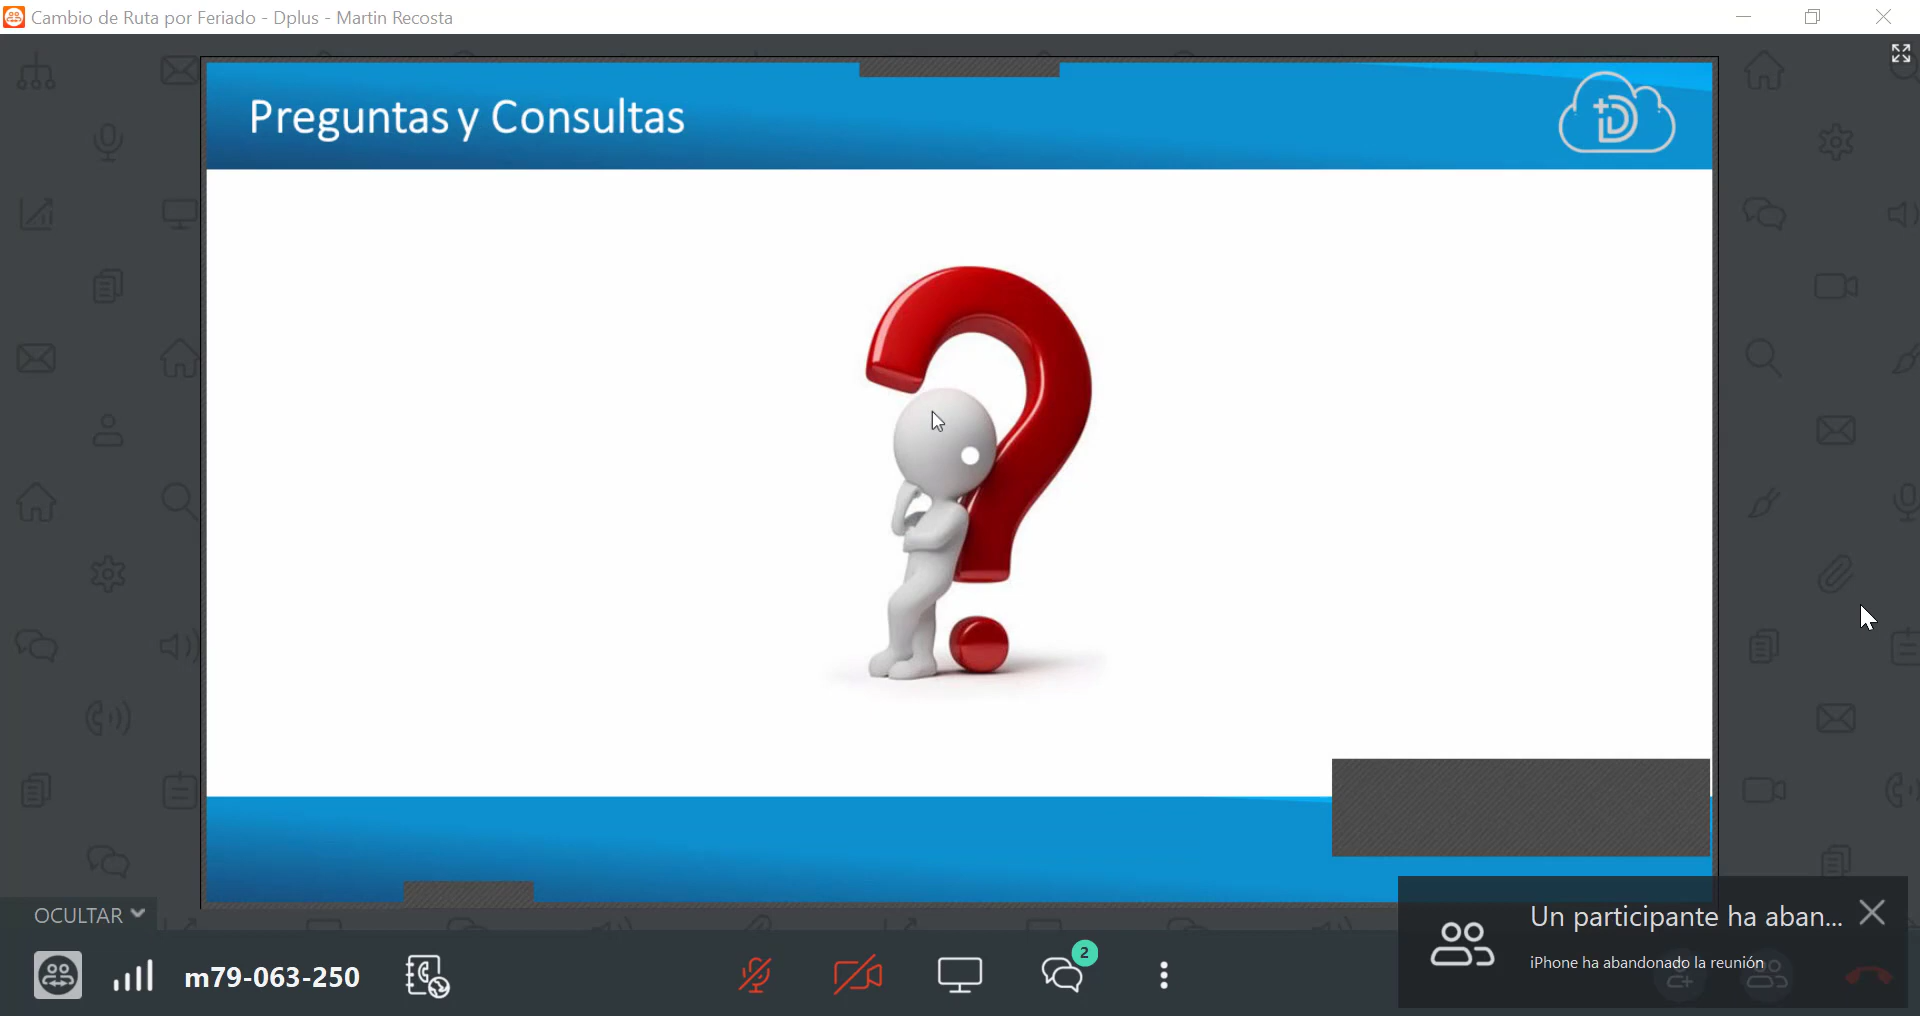 Cambio de Ruta por Feriado - Dplus - Martin Recosta
Preguntas y Consultas
OCULTAR
m79-063-250
2
Un participante ha aban...
iPhone ha abandonado la reunión